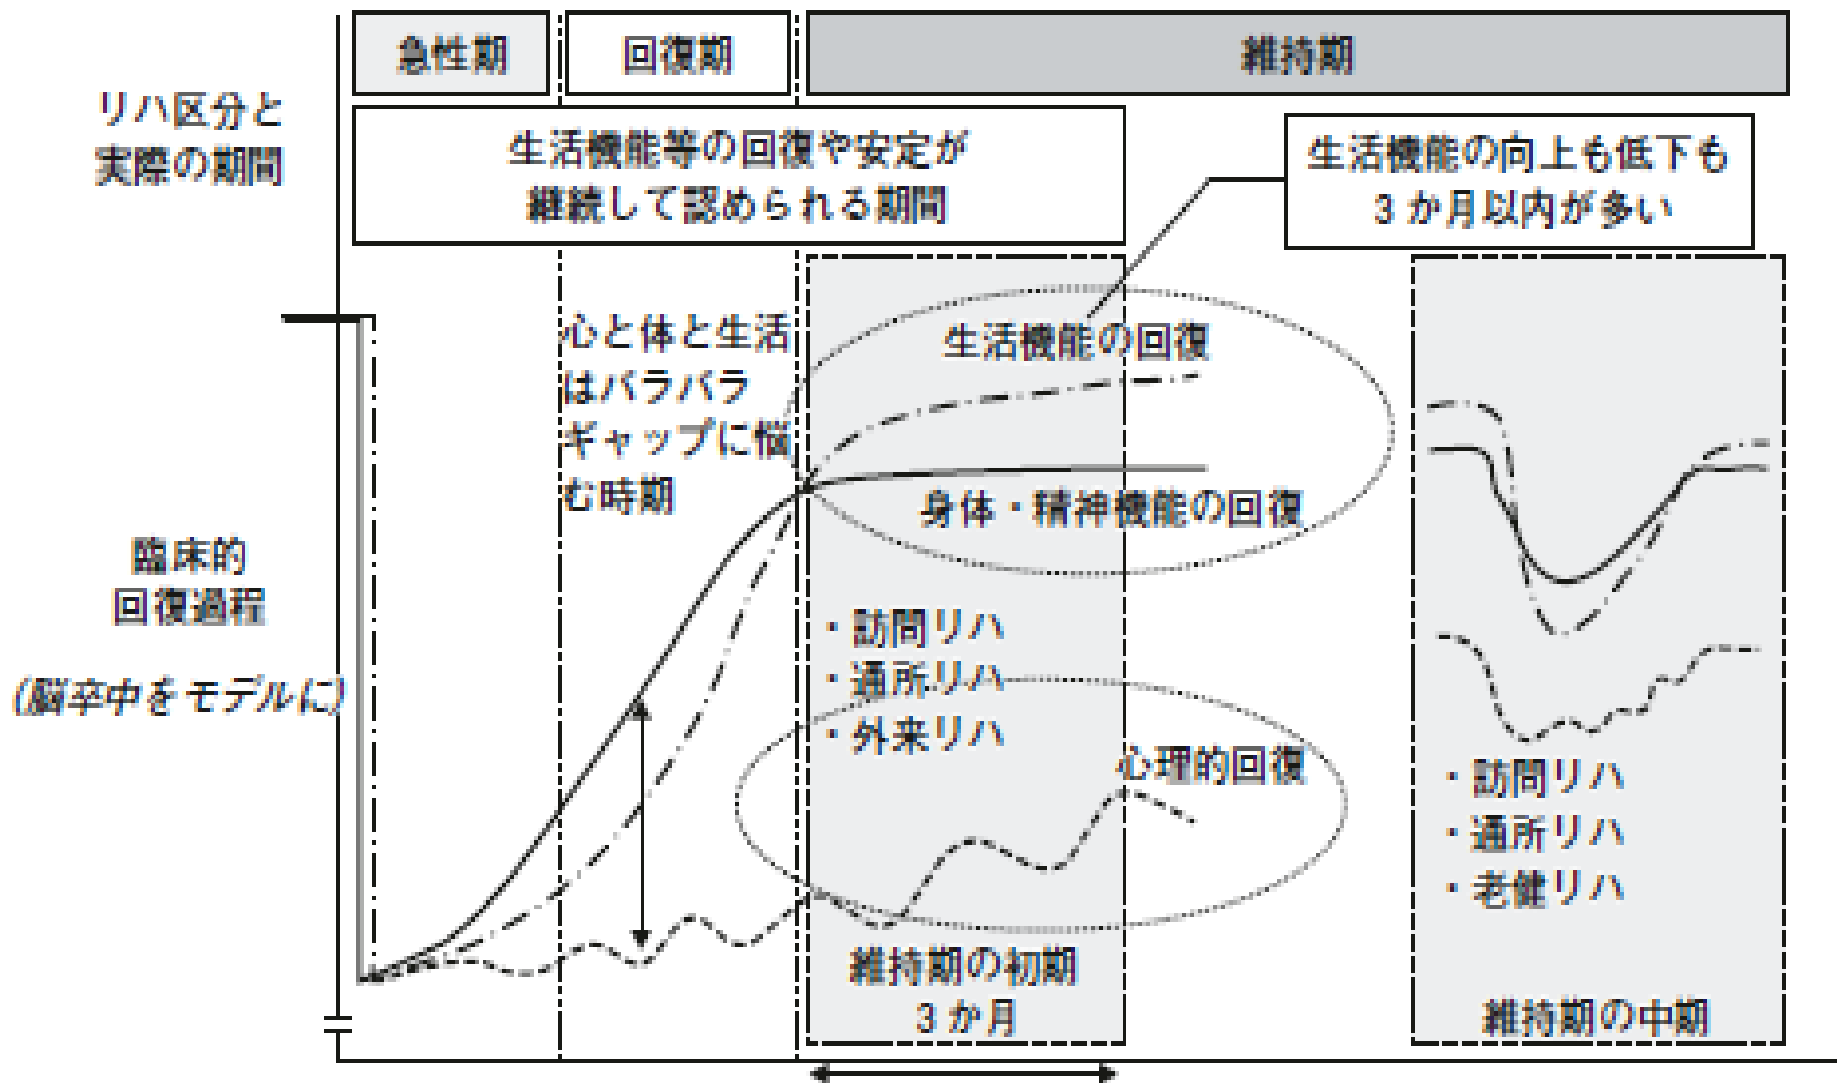 急性期
回復期
維持期
リハ区分と
実際の期間
生活機能等の回復や安定が
継続して認められる期間
生活機能の向上も低下も
3か月以内が多い
心と体と生活
はバラバラ
ギャップに悩
む時期
生活機能の回復
身体・精神機能の回復
臨床的
回復過程
(脳卒中をモデルに)
・訪問リハ
・通所リハ
・外来リハ
心理的回復
維持期の初期
3か月
・訪問リハ
・通所リハ
・老健リハ
維持期の中期